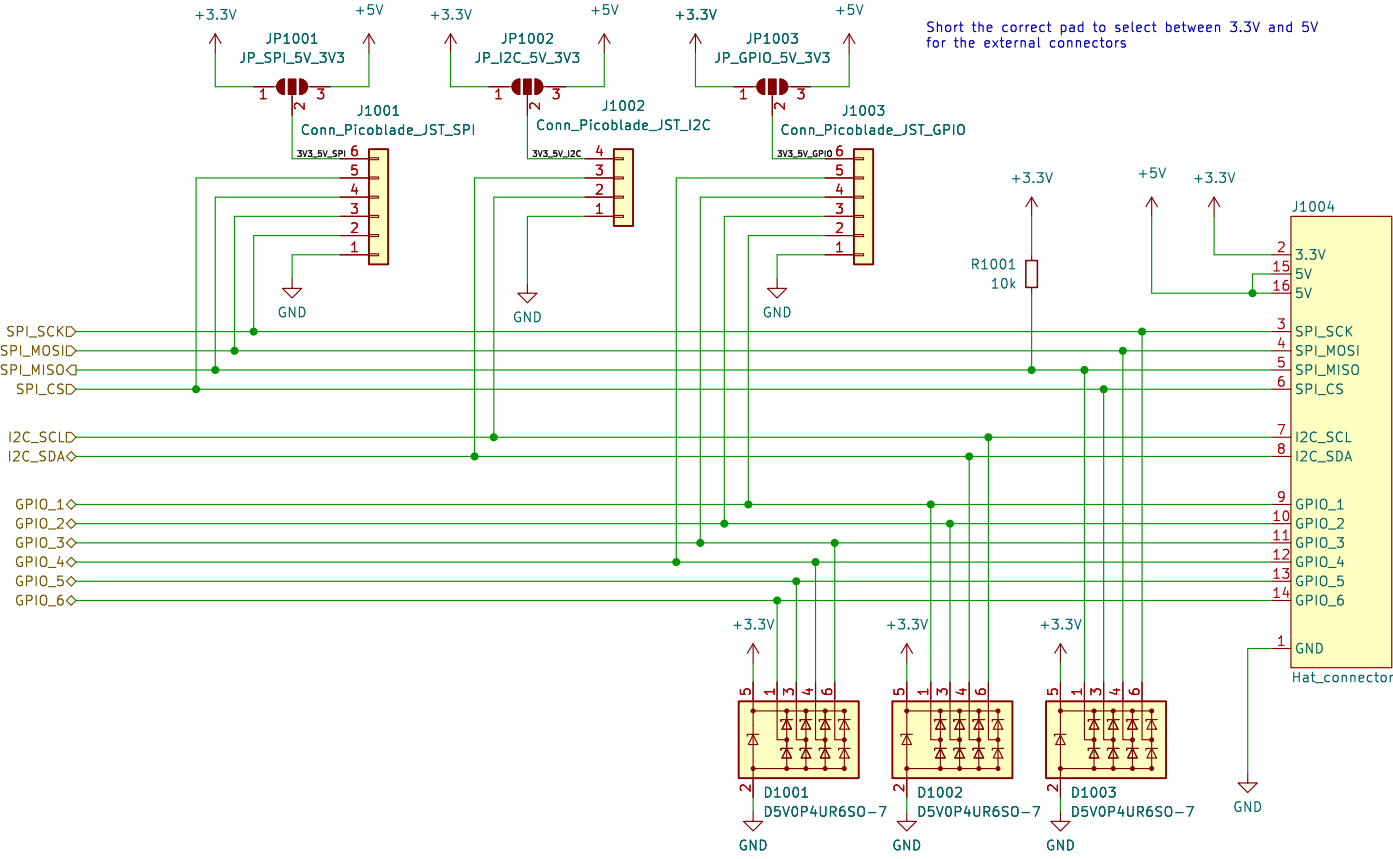 +3.3V +5V +3.3V +5V +3.3V +5V
Short the correct pad to select between 3.3V and 5V
for the external connectors
JP1001 JP1002 JP1003
JP_SPI_5V_3V3 JP_I2C_5V_3V3 JP_GPIO_5V_3V3
1 2 3 1 2 3 1 2 3
J1001 J1002 J1003
Conn_Picoblade_JST_SPI Conn_Picoblade_JST_I2C Conn_Picoblade_JST_GPIO
3V3_5V_SPI 6 3V3_5V_I2C 4 3V3_5V_GPIO 6
5 3 5
4 2 4
3 1 3
2 2
1 1
GND GND GND
+3.3V +5V +3.3V
R1001
10k
J1004
2 3.3V
15 5V
16 5V
SPI_SCK 3 SPI_SCK
SPI_MOSI 4 SPI_MOSI
SPI_MISO 5 SPI_MISO
SPI_CS 6 SPI_CS
I2C_SCL 7 I2C_SCL
I2C_SDA 8 I2C_SDA
GPIO_1 9 GPIO_1
GPIO_2 10 GPIO_2
GPIO_3 11 GPIO_3
GPIO_4 12 GPIO_4
GPIO_5 13 GPIO_5
GPIO_6 14 GPIO_6
1 GND
Hat_connector
+3.3V +3.3V +3.3V
5 1 3 4 6 5 1 3 4 6 5 1 3 4 6
2 2 2
D1001 D1002 D1003
D5V0P4UR6SO-7 D5V0P4UR6SO-7 D5V0P4UR6SO-7
GND GND GND GND